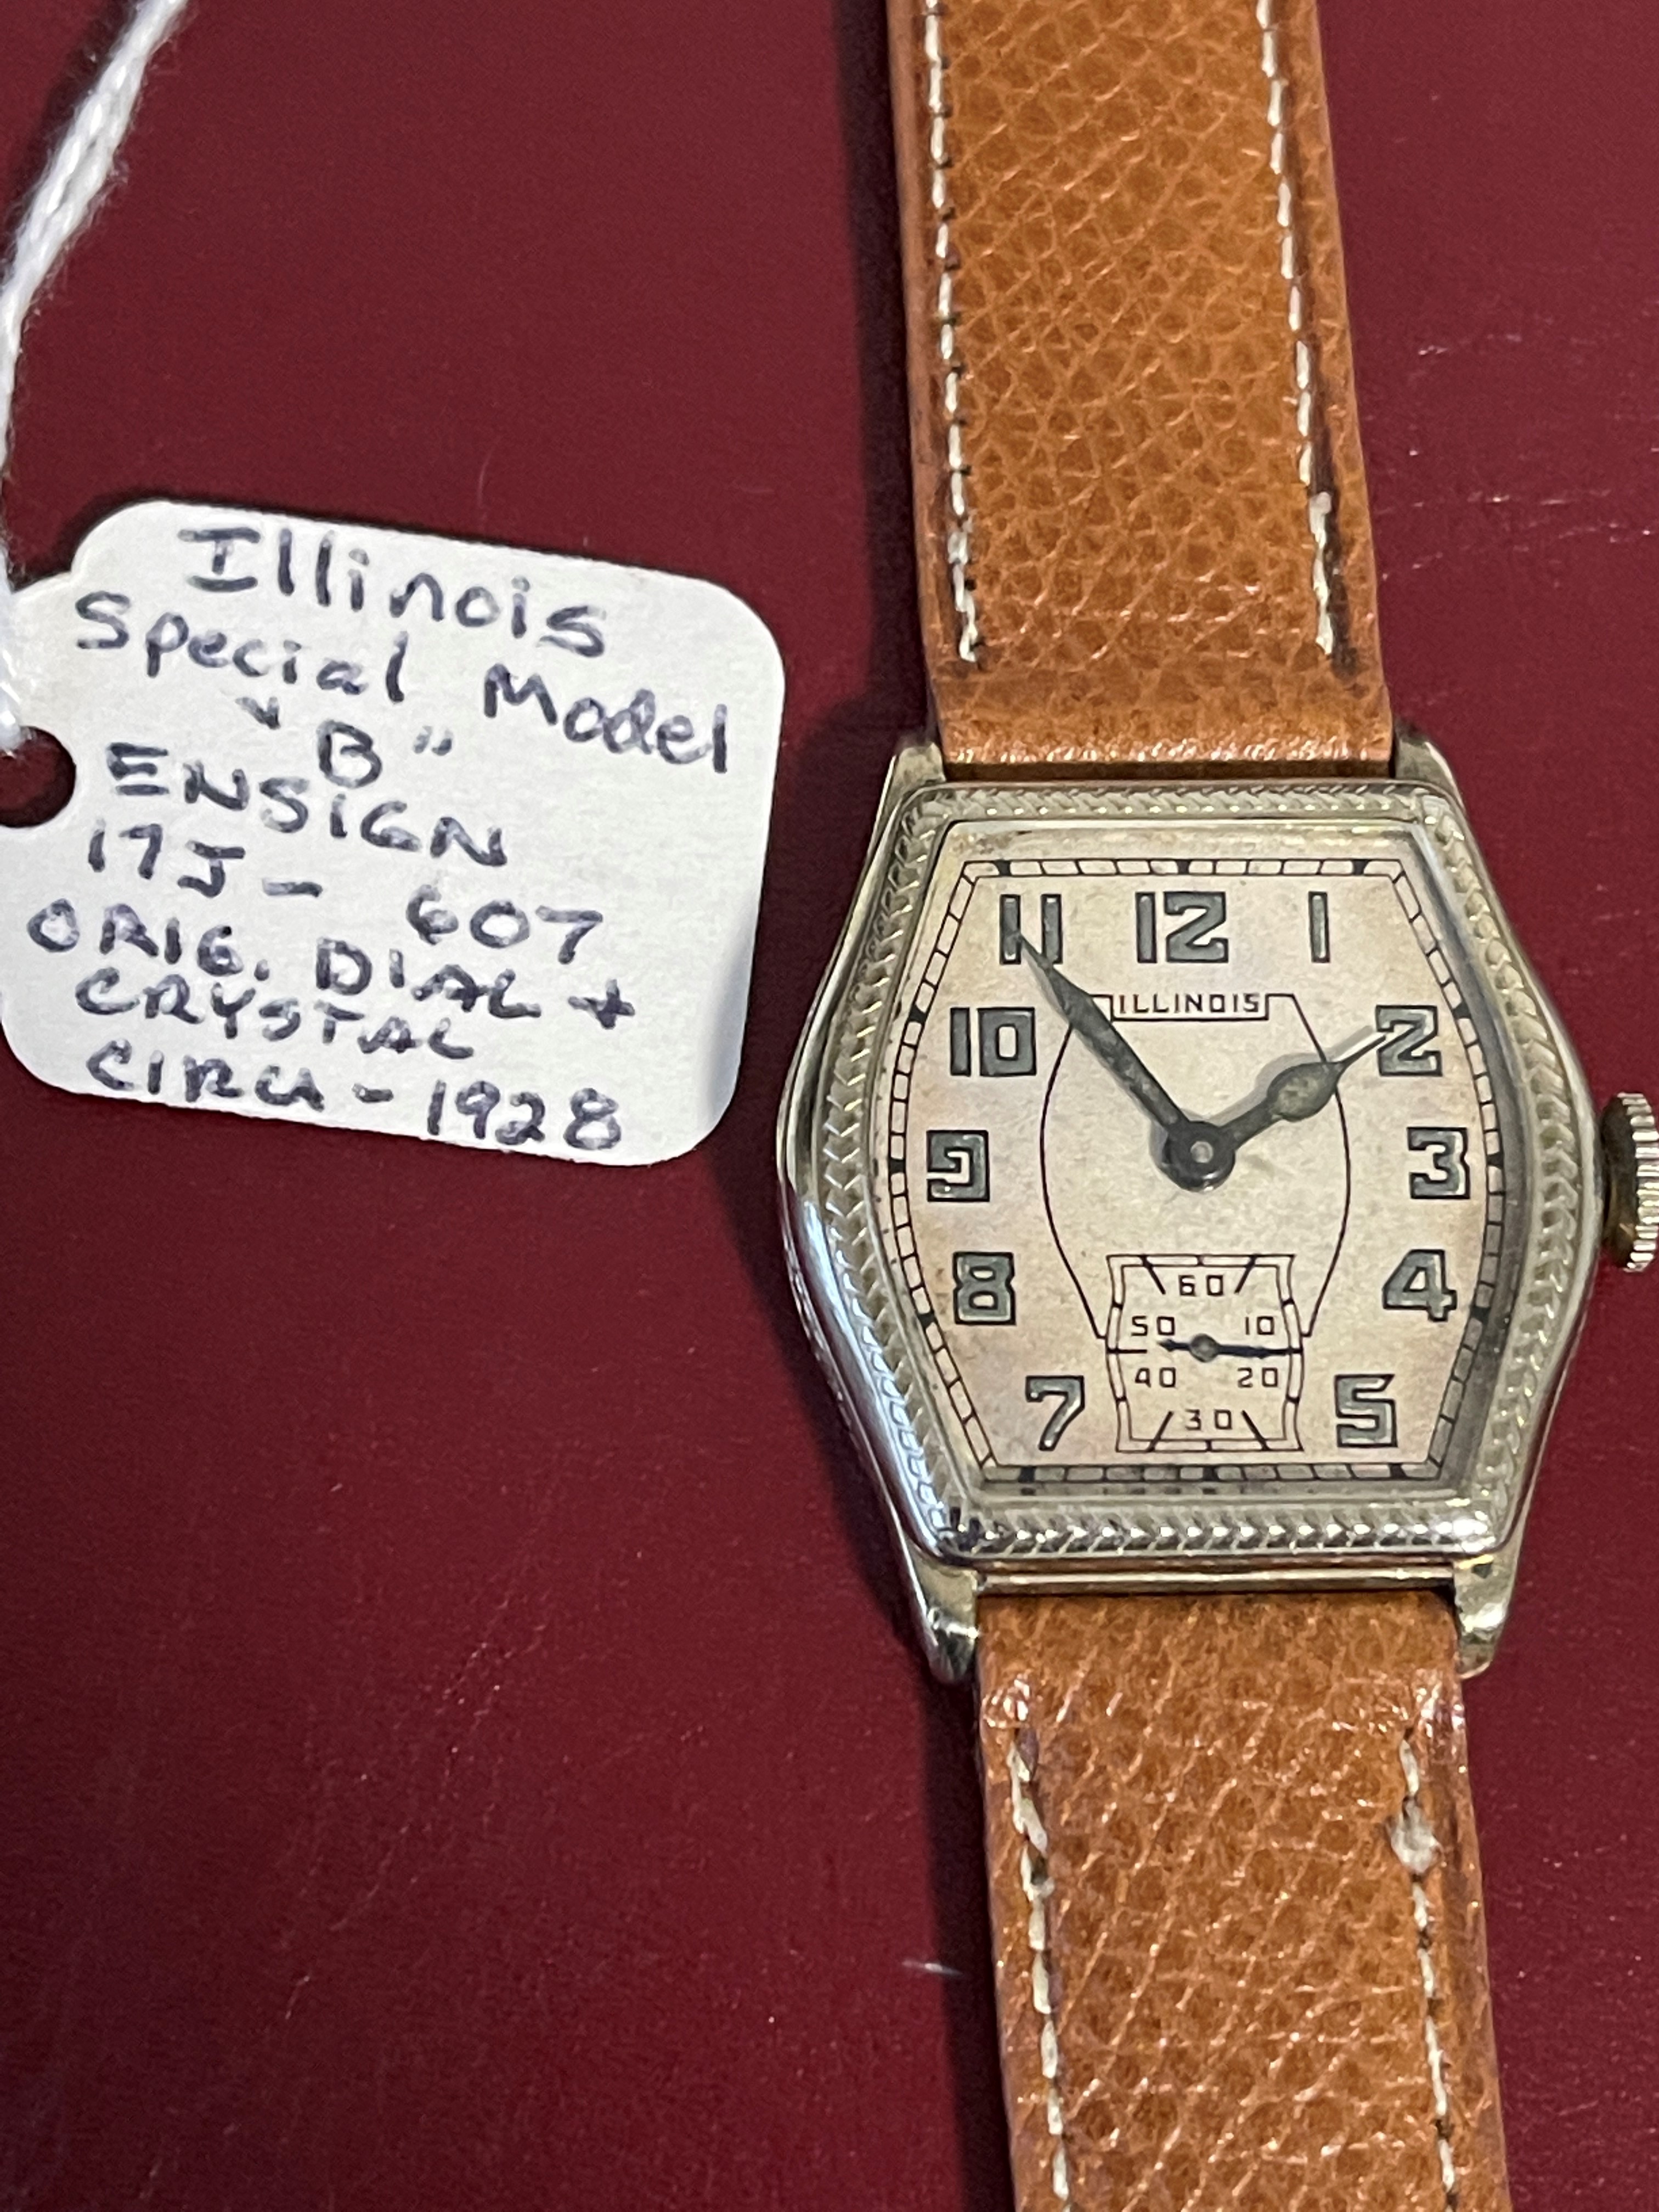 Illinois
Special Model
"B"
ENSIGN
17J - 607
ORIG. DIAL +
CRYSTAL
CIRCA - 1928
11 12 1
ILLINOIS
10 2
9 3
8 4
60
50 10
40 20
7 5
30